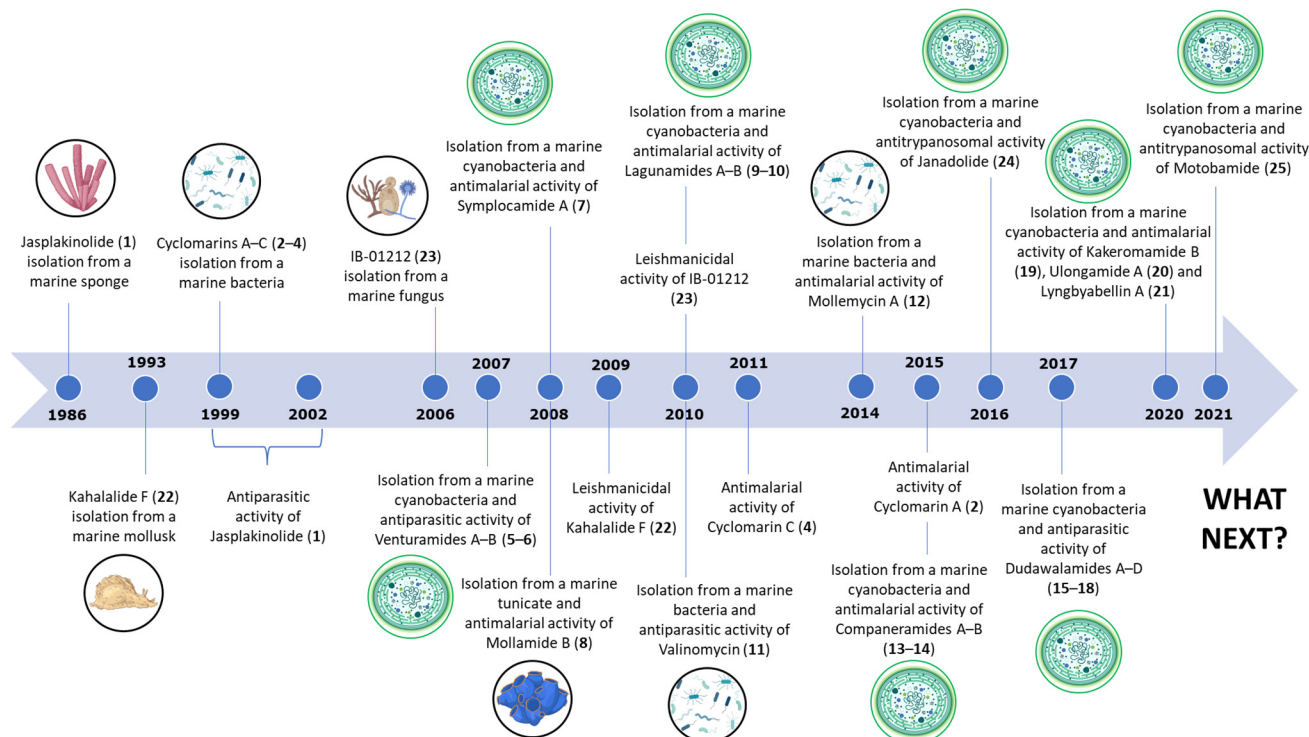 Jasplakinolide (1)
isolation from a
marine sponge
Cyclomarins A–C (2–4)
isolation from a
marine bacteria
IB-01212 (23)
isolation from a
marine fungus
Isolation from a marine
cyanobacteria and
antimalarial activity of
Symplocamide A (7)
Isolation from a marine
cyanobacteria and
antimalarial activity of
Lagunamides A–B (9–10)
Leishmanicidal
activity of IB-01212
(23)
Isolation from a
marine bacteria and
antimalarial activity of
Mollemycin A (12)
Isolation from a marine
cyanobacteria and
antitrypanosomal activity
of Janadolide (24)
Isolation from a marine
cyanobacteria and antimalarial
activity of Kakeromamide B
(19), Ulongamide A (20) and
Lyngbyabellin A (21)
Isolation from a marine
cyanobacteria and
antitrypanosomal activity
of Motobamide (25)
1986
1993
1999
2002
2006
2007
2008
2009
2010
2011
2014
2015
2016
2017
2020
2021
Kahalalide F (22)
isolation from a
marine mollusk
Antiparasitic
activity of
Jasplakinolide (1)
Isolation from a marine
cyanobacteria and
antiparasitic activity of
Venturamides A–B (5–6)
Isolation from a marine
tunicate and
antimalarial activity of
Mollamide B (8)
Leishmanicidal
activity of
Kahalalide F (22)
Isolation from a marine
bacteria and
antiparasitic activity of
Valinomycin (11)
Antimalarial
activity of
Cyclomarin C (4)
Antimalarial
activity of
Cyclomarin A (2)
Isolation from a marine
cyanobacteria and
antimalarial activity of
Companeramides A–B
(13–14)
Isolation from a
marine cyanobacteria
and antiparasitic
activity of
Dudawalamides A–D
(15–18)
WHAT
NEXT?